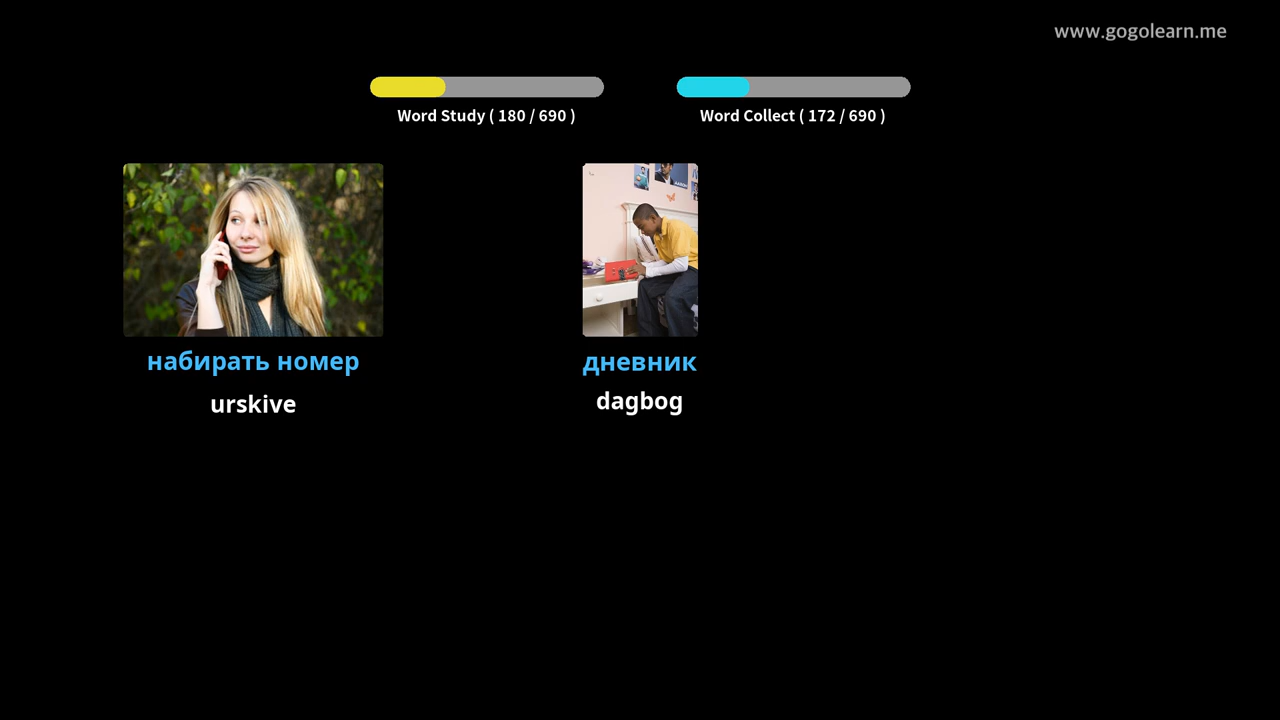 www.gogolearn.me
Word Study ( 180 / 690 )
Word Collect ( 172 / 690 )
набирать номер
urskive
дневник
dagbog